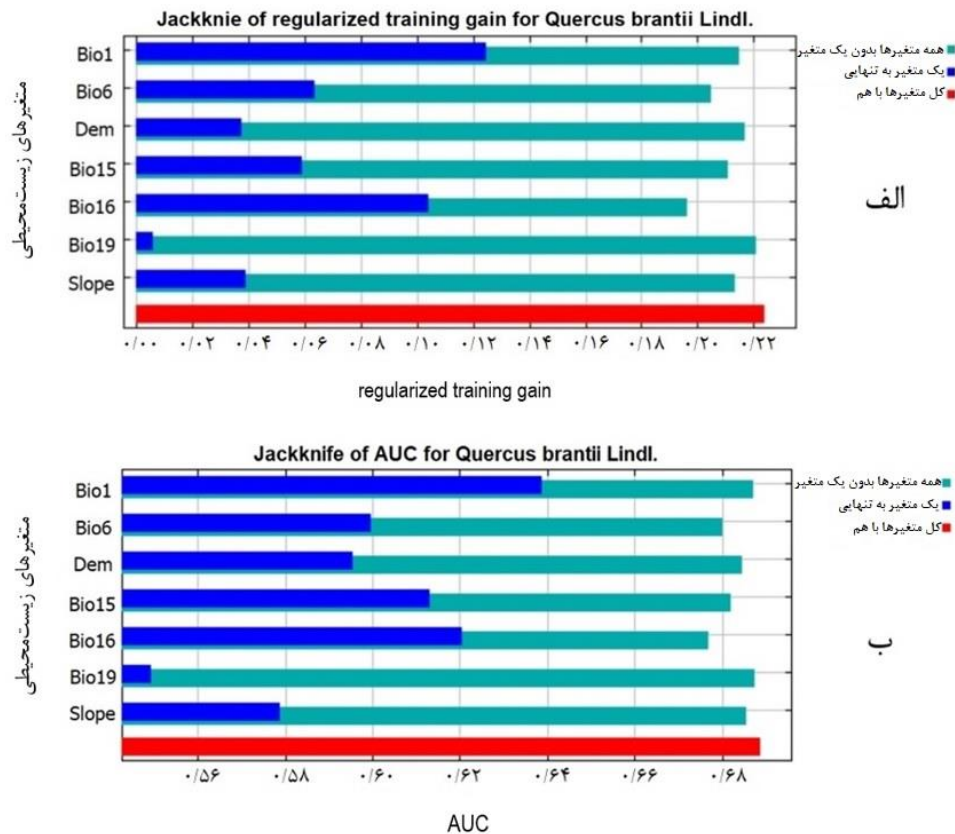 Jackknie of regularized training gain for Quercus brantii Lindl.
متغیرهای زیست‌محیطی
Bio1
Bio6
Dem
Bio15
Bio16
Bio19
Slope
همه متغیرها بدون یک متغیر
یک متغیر به تنهایی
کل متغیرها با هم
الف
۰/۰۰ ۰/۰۲ ۰/۰۴ ۰/۰۶ ۰/۰۸ ۰/۱۰ ۰/۱۲ ۰/۱۴ ۰/۱۶ ۰/۱۸ ۰/۲۰ ۰/۲۲
regularized training gain
Jackknife of AUC for Quercus brantii Lindl.
متغیرهای زیست‌محیطی
Bio1
Bio6
Dem
Bio15
Bio16
Bio19
Slope
همه متغیرها بدون یک متغیر
یک متغیر به تنهایی
کل متغیرها با هم
ب
۰/۵۶ ۰/۵۸ ۰/۶۰ ۰/۶۲ ۰/۶۴ ۰/۶۶ ۰/۶۸
AUC